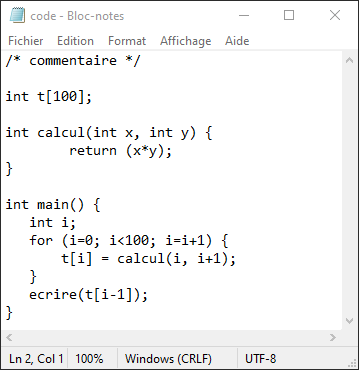 code - Bloc-notes
Fichier Edition Format Affichage Aide
/* commentaire */

int t[100];

int calcul(int x, int y) {
        return (x*y);
}

int main() {
   int i;
   for (i=0; i<100; i=i+1) {
       t[i] = calcul(i, i+1);
   }
   ecrire(t[i-1]);
}
Ln 2, Col 1 100% Windows (CRLF) UTF-8